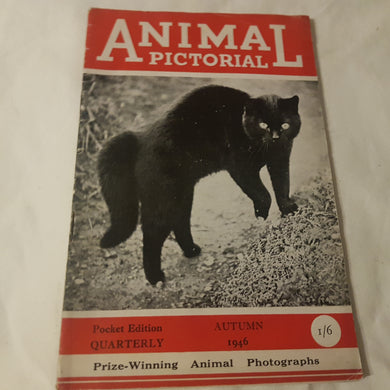 ANIMAL
PICTORIAL
Pocket Edition AUTUMN
QUARTERLY 1946 1/6
Prize-Winning Animal Photographs